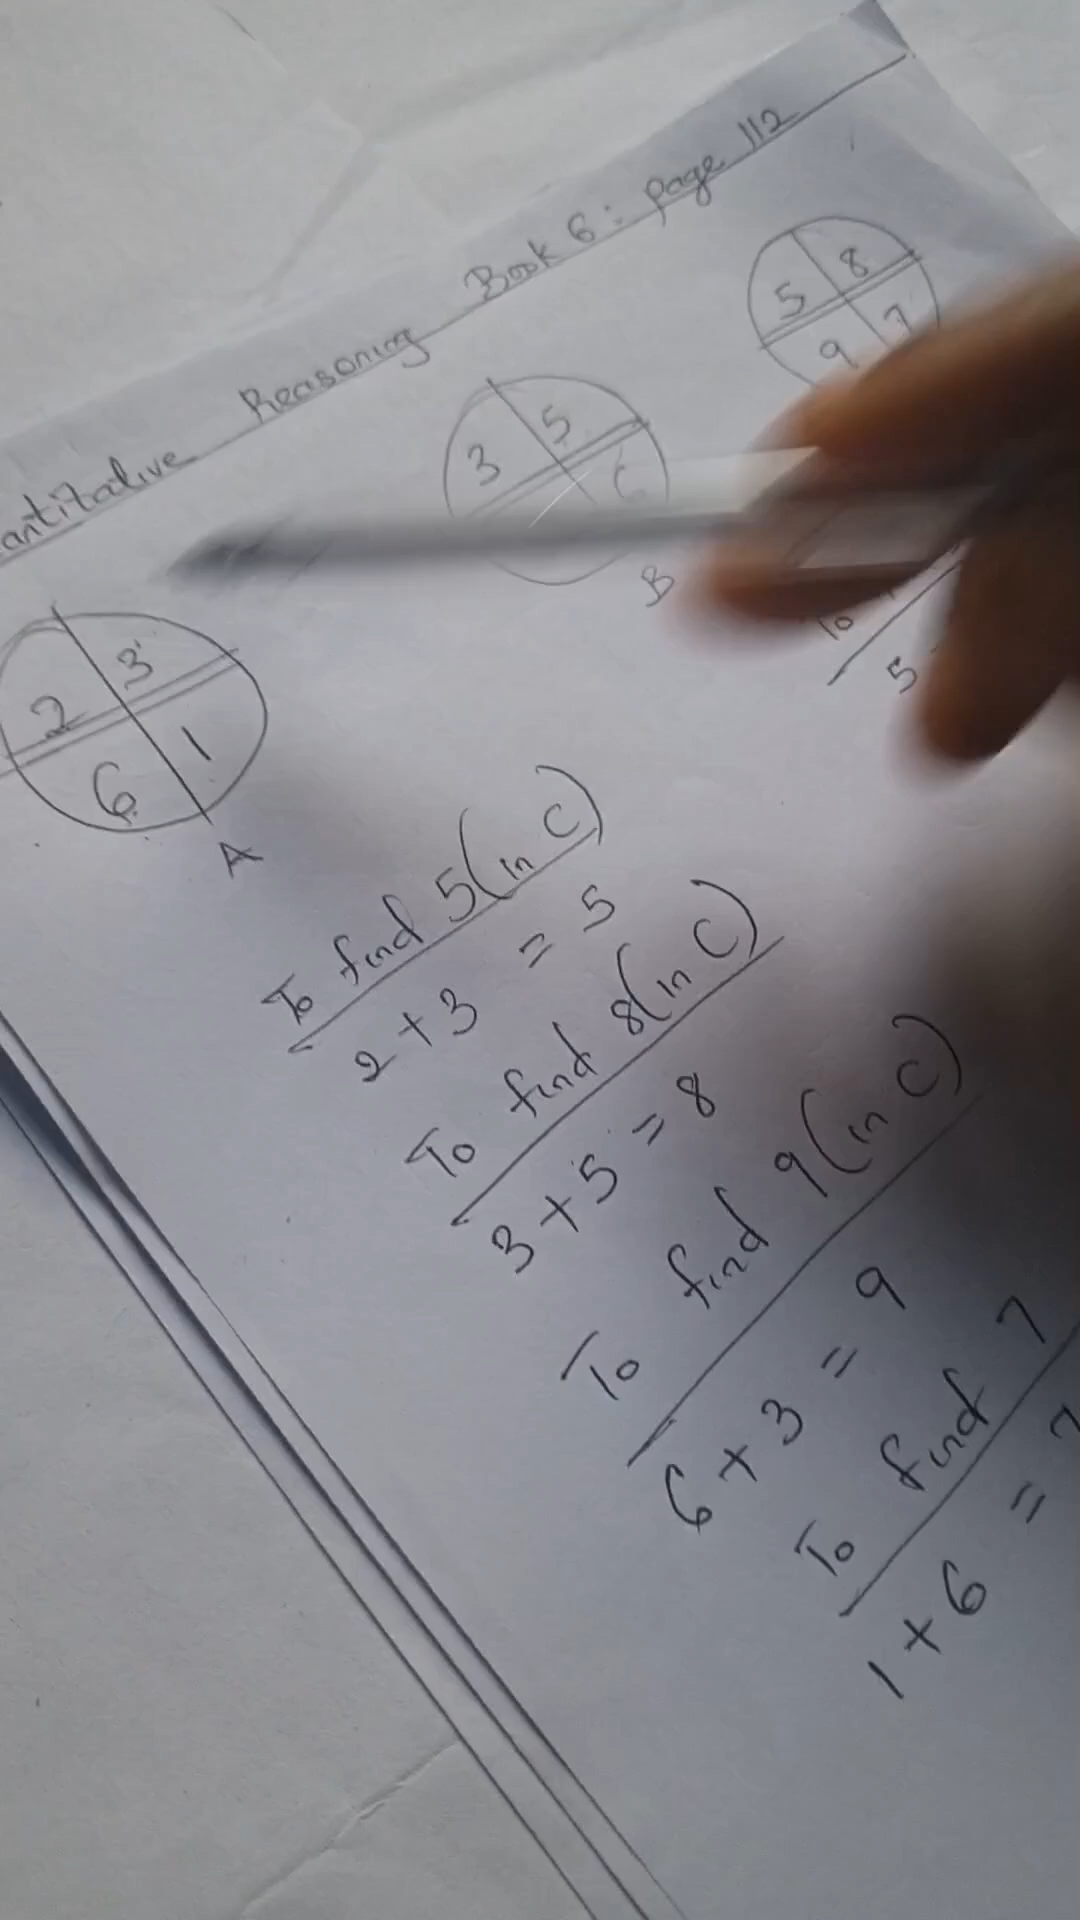 Reasoning Book 6: page 112
2 3
6 1
A
3 5
6
B
5 8
9 7
To
5
To find 5 (in C)
2 + 3 = 5
To find 8 (in C)
3 + 5 = 8
To find 9 (in C)
6 + 3 = 9
To find 7
1 + 6 =